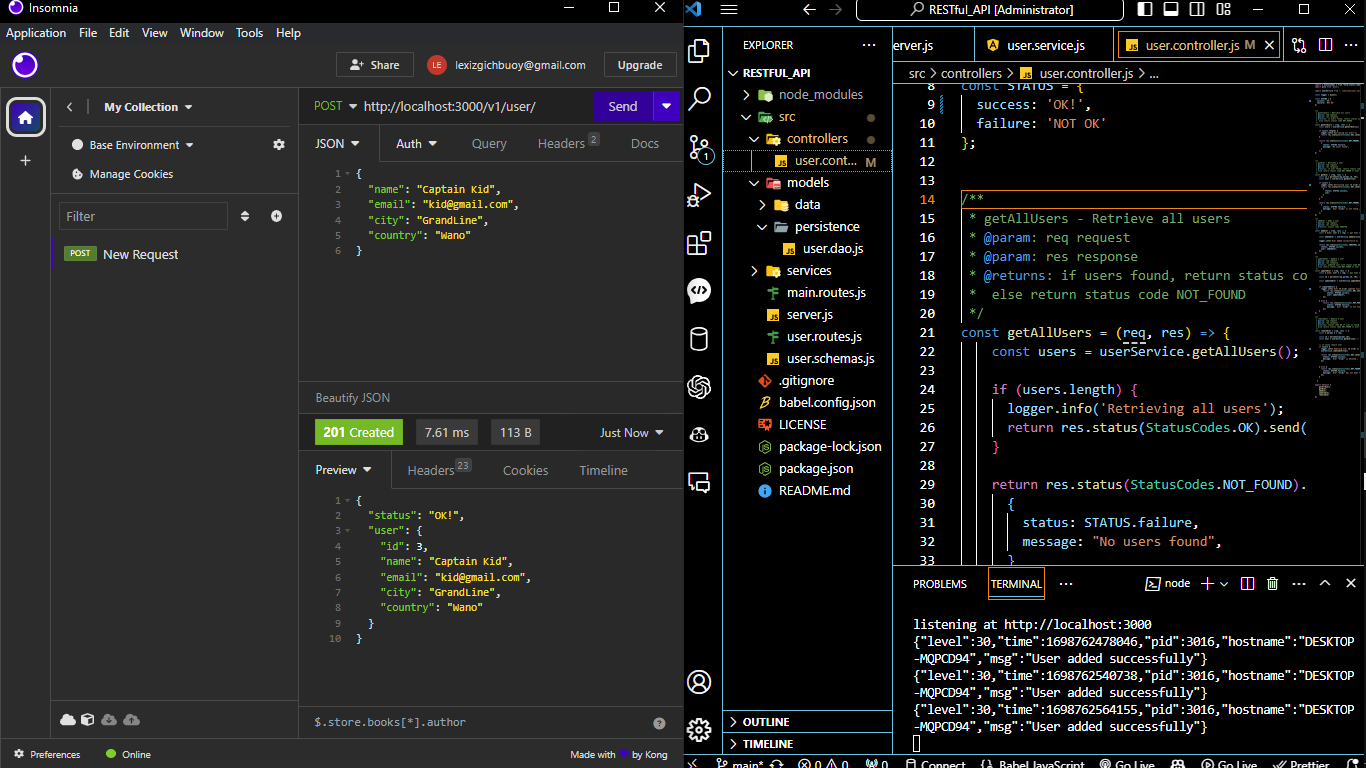 Insomnia
Application File Edit View Window Tools Help
Share
LE
lexizgichbuoy@gmail.com
Upgrade
My Collection
Base Environment
Manage Cookies
Filter
POST New Request
Preferences
Online
POST http://localhost:3000/v1/user/ Send
JSON Auth Query Headers 2 Docs
1 {
2 "name": "Captain Kid",
3 "email": "kid@gmail.com",
4 "city": "GrandLine",
5 "country": "Wano"
6 }
Beautify JSON
201 Created 7.61 ms 113 B Just Now
Preview Headers 23 Cookies Timeline
1 {
2 "status": "OK!",
3 "user": {
4 "id": 3,
5 "name": "Captain Kid",
6 "email": "kid@gmail.com",
7 "city": "GrandLine",
8 "country": "Wano"
9 }
10 }
$.store.books[*].author
Made with by Kong
RESTful_API [Administrator]
EXPLORER
RESTFUL_API
node_modules
src
controllers
user.cont... M
models
data
persistence
user.dao.js
services
main.routes.js
server.js
user.routes.js
user.schemas.js
.gitignore
babel.config.json
LICENSE
package-lock.json
package.json
README.md
OUTLINE
TIMELINE
erver.js user.service.js user.controller.js M
src > controllers > user.controller.js > ...
8 const STATUS = {
9 success: 'OK!',
10 failure: 'NOT OK'
11 };
12
13
14 /**
15 * getAllUsers - Retrieve all users
16 * @param: req request
17 * @param: res response
18 * @returns: if users found, return status co
19 * else return status code NOT_FOUND
20 */
21 const getAllUsers = (req, res) => {
22 const users = userService.getAllUsers();
23
24 if (users.length) {
25 logger.info('Retrieving all users');
26 return res.status(StatusCodes.OK).send(
27 }
28
29 return res.status(StatusCodes.NOT_FOUND).
30 {
31 status: STATUS.failure,
32 message: "No users found",
33 }
PROBLEMS TERMINAL node
listening at http://localhost:3000
{"level":30,"time":1698762478046,"pid":3016,"hostname":"DESKTOP
-MQPCD94","msg":"User added successfully"}
{"level":30,"time":1698762540738,"pid":3016,"hostname":"DESKTOP
-MQPCD94","msg":"User added successfully"}
{"level":30,"time":1698762564155,"pid":3016,"hostname":"DESKTOP
-MQPCD94","msg":"User added successfully"}
main* 0 0 0 Connect Babel JavaScript Go Live Go Live Prettier